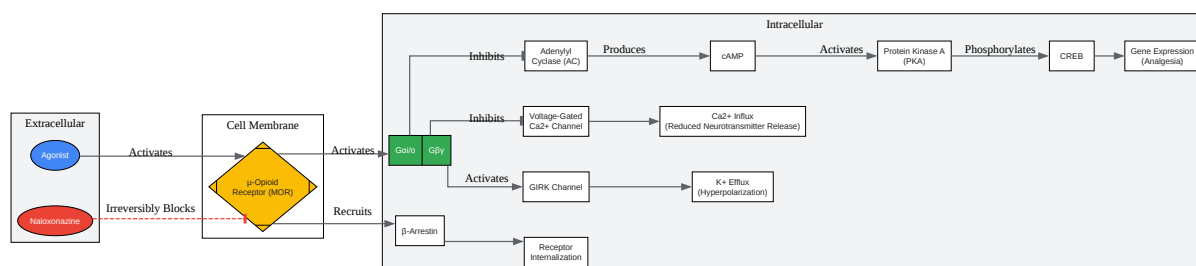 Intracellular
Inhibits
Adenylyl
Cyclase (AC)
Produces
cAMP
Activates
Protein Kinase A
(PKA)
Phosphorylates
CREB
Gene Expression
(Analgesia)
Extracellular
Agonist
Activates
Naloxonazine
Irreversibly Blocks
Cell Membrane
μ-Opioid
Receptor (MOR)
Activates
Gαi/o
Gβγ
Inhibits
Voltage-Gated
Ca2+ Channel
Ca2+ Influx
(Reduced Neurotransmitter Release)
Activates
GIRK Channel
K+ Efflux
(Hyperpolarization)
Recruits
β-Arrestin
Receptor
Internalization